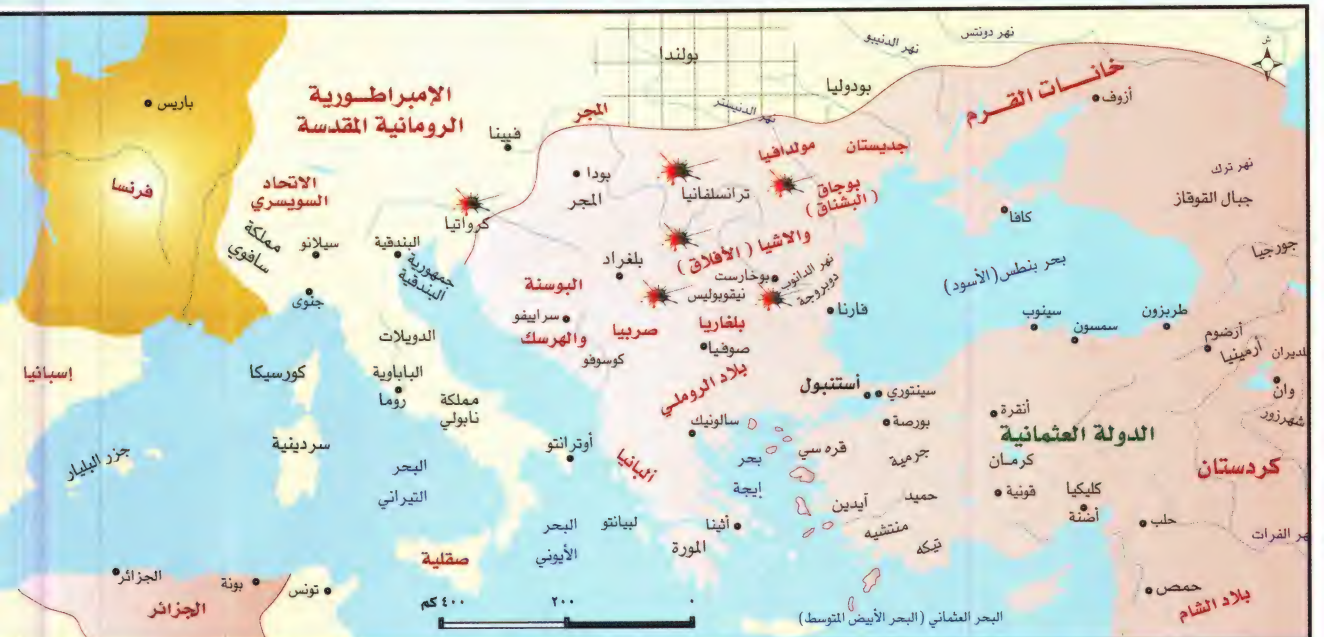 نهر دونتس
نهر الدنيبو
ش
بولندا
خانات القرم
بودوليا
أزوف
باريس
الإمبراطورية
الرومانية المقدسة
المجر
نهر الدنيستر
فيينا
مولدافيا
جديستان
بودا
المجر
ترانسلفانيا
بوجاق
(البشناق)
نهر ترك
جبال القوقاز
فرنسا
الاتحاد
السويسري
كرواتيا
كافا
مملكة
سافوي
سيلانو
البندقية
جمهورية
البندقية
والاشيا (الأفلاق)
جورجيا
بلغراد
بوخارست
نهر الدانوب
دوبروجة
بحر بنطس (الأسود)
البوسنة
نيقوبوليس
جنوى
سراييفو
والهرسك
صربيا
بلغاريا
فارنا
سينوب
سمسون
طربزون
الدويلات
كوسوفو
صوفيا
أرضوم
أرمينيا
لديران
إسبانيا
كورسيكا
البابوية
روما
مملكة
نابولي
بلاد الروملي
أستنبول
سينتوري
وان
شهرزور
سالونيك
بورصة
أنقرة
الدولة العثمانية
جزر البليار
سردينية
أوترانتو
البحر
التيراني
ألبانيا
بحر
إيجة
قره سي
جرمية
كرمان
كردستان
قونية
كليكيا
أضنة
حميد
آيدين
البحر
الأيوني
ليبانتو
أثينا
المورة
منتشيه
تيكه
حلب
هر الفرات
صقلية
الجزائر
بونة
تونس
الجزائر
٤٠٠ كم
٢٠٠
٠
البحر العثماني (البحر الأبيض المتوسط)
حمص
بلاد الشام